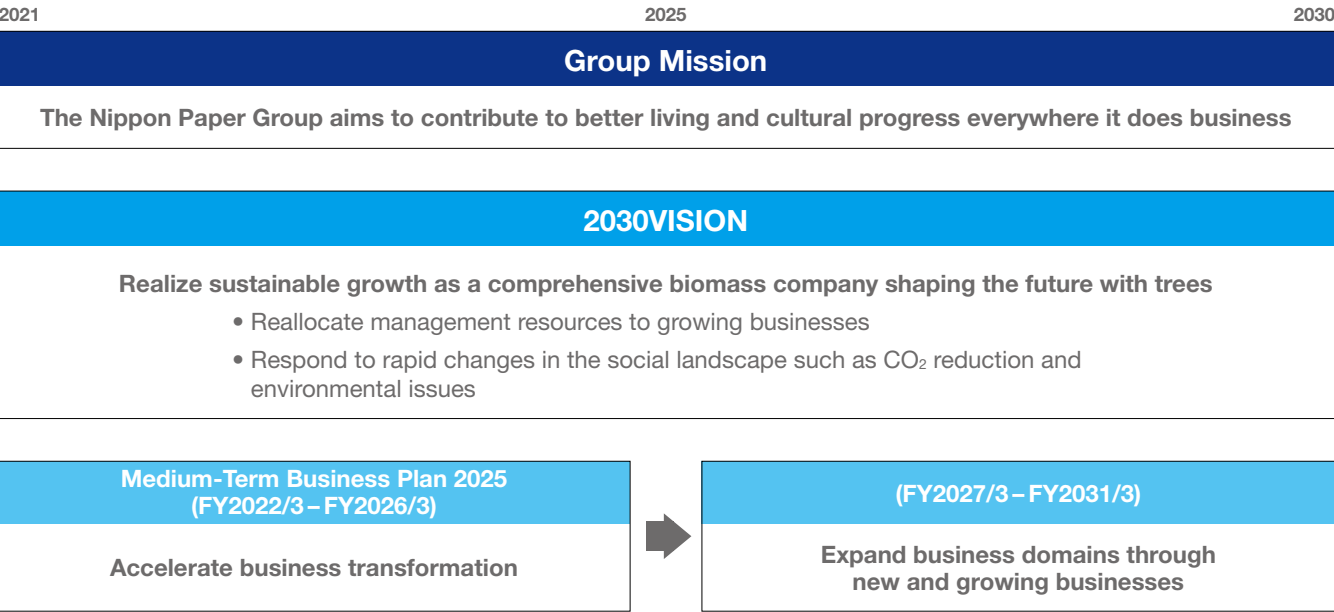 2021 2025 2030
Group Mission
The Nippon Paper Group aims to contribute to better living and cultural progress everywhere it does business
2030VISION
Realize sustainable growth as a comprehensive biomass company shaping the future with trees
• Reallocate management resources to growing businesses
• Respond to rapid changes in the social landscape such as CO₂ reduction and
environmental issues
Medium-Term Business Plan 2025
(FY2022/3–FY2026/3)
Accelerate business transformation
(FY2027/3–FY2031/3)
Expand business domains through
new and growing businesses